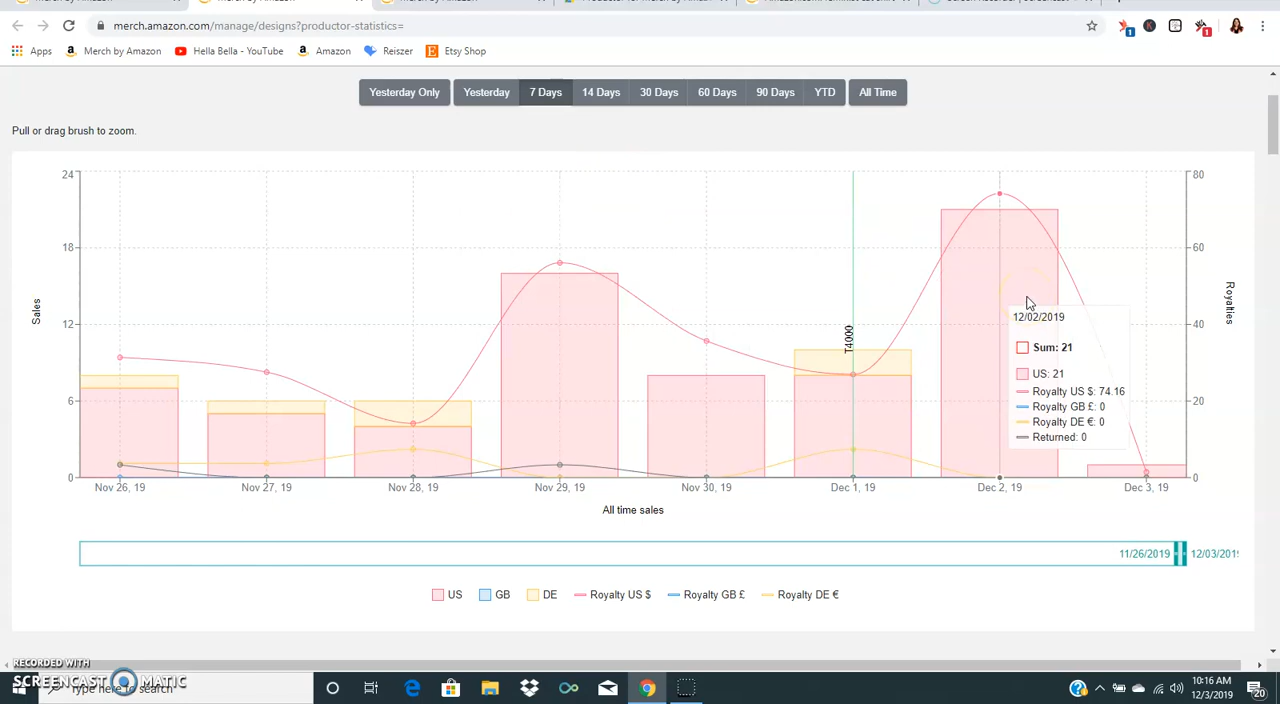 merch.amazon.com/manage/designs?productor-statistics=
Apps Merch by Amazon Hella Bella - YouTube Amazon Reiszer Etsy Shop
Yesterday Only Yesterday 7 Days 14 Days 30 Days 60 Days 90 Days YTD All Time
Pull or drag brush to zoom.
24 80
18 60
12 40
6 20
0 0
Sales
Royalties
T4000
12/02/2019
Sum: 21
US: 21
Royalty US $: 74.16
Royalty GB £: 0
Royalty DE €: 0
Returned: 0
Nov 26, 19 Nov 27, 19 Nov 28, 19 Nov 29, 19 Nov 30, 19 Dec 1, 19 Dec 2, 19 Dec 3, 19
All time sales
11/26/2019 12/03/2019
US GB DE Royalty US $ Royalty GB £ Royalty DE €
RECORDED WITH
SCREENCAST MATIC
Type here to search
10:16 AM
12/3/2019
20
1
1